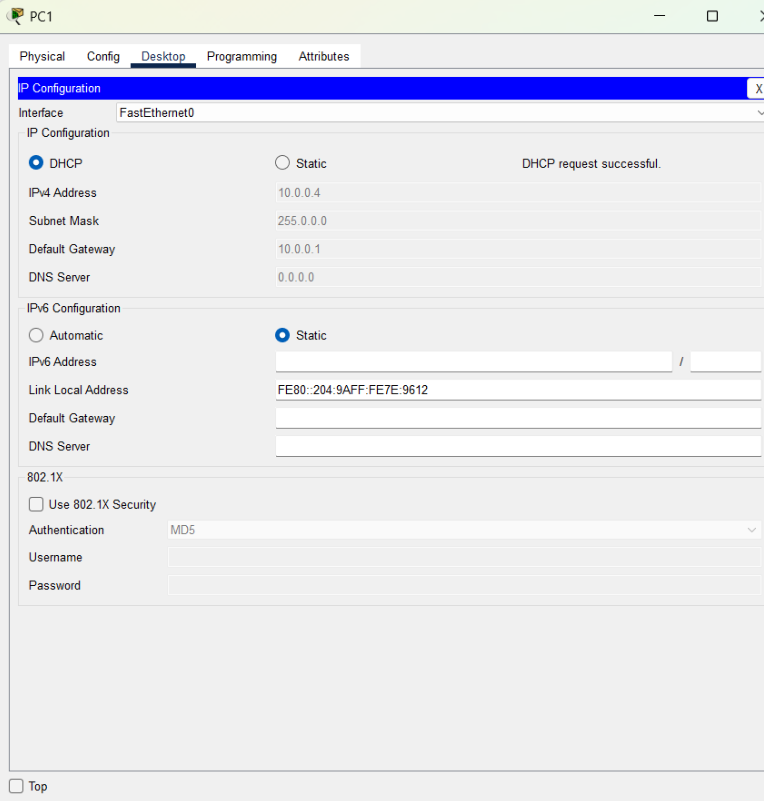 PC1
Physical Config Desktop Programming Attributes
IP Configuration X
Interface FastEthernet0
IP Configuration
DHCP Static DHCP request successful.
IPv4 Address 10.0.0.4
Subnet Mask 255.0.0.0
Default Gateway 10.0.0.1
DNS Server 0.0.0.0
IPv6 Configuration
Automatic Static
IPv6 Address /
Link Local Address FE80::204:9AFF:FE7E:9612
Default Gateway
DNS Server
802.1X
Use 802.1X Security
Authentication MD5
Username
Password
Top